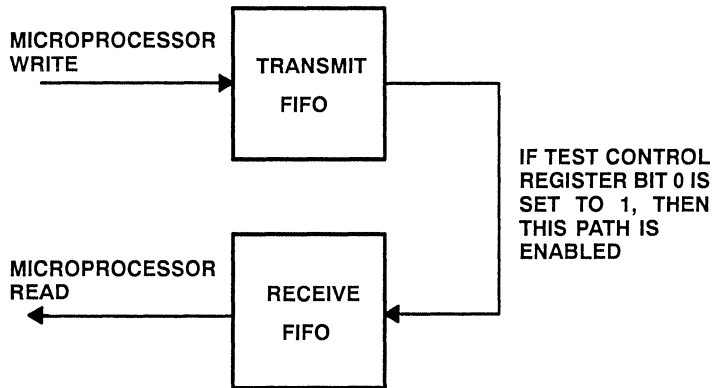 MICROPROCESSOR
WRITE
TRANSMIT
FIFO
IF TEST CONTROL
REGISTER BIT 0 IS
SET TO 1, THEN
THIS PATH IS
ENABLED
MICROPROCESSOR
READ
RECEIVE
FIFO